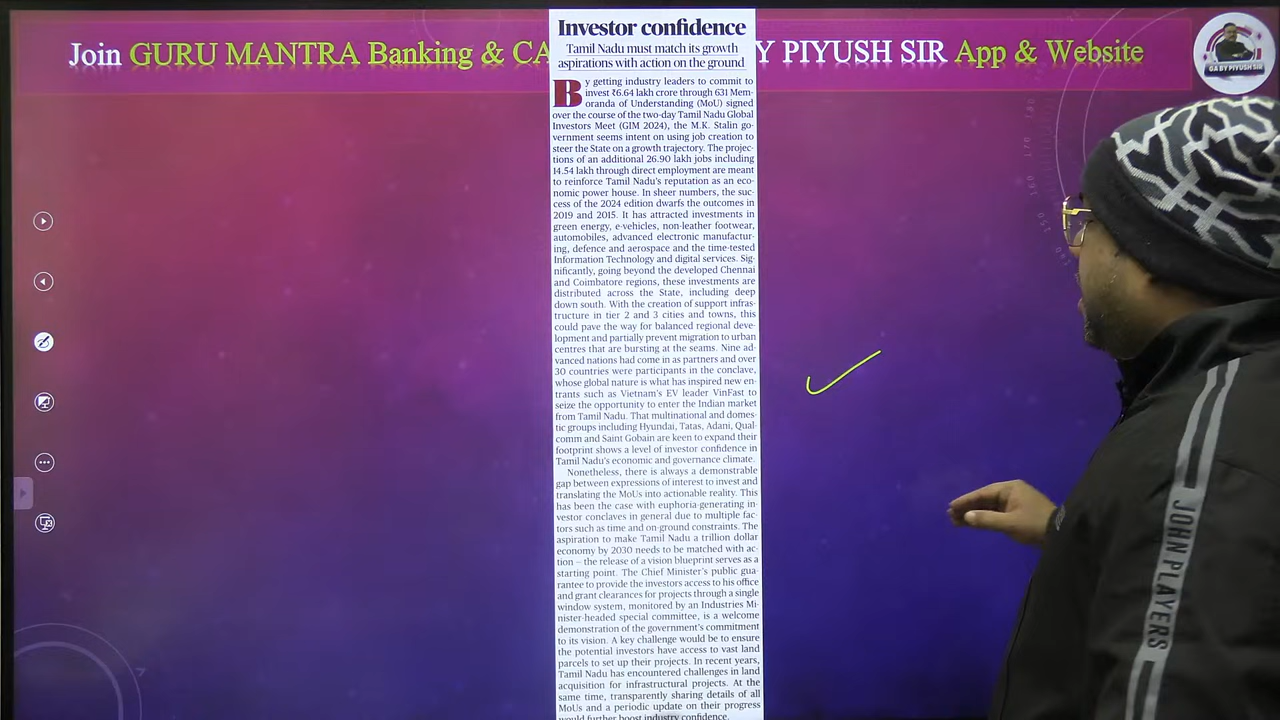 Join GURU MANTRA Banking & CA
Y PIYUSH SIR App & Website
GA BY PIYUSH SIR
Investor confidence
Tamil Nadu must match its growth
aspirations with action on the ground
By getting industry leaders to commit to
invest ₹6.64 lakh crore through 631 Mem-
oranda of Understanding (MoU) signed
over the course of the two-day Tamil Nadu Global
Investors Meet (GIM 2024), the M.K. Stalin go-
vernment seems intent on using job creation to
steer the State on a growth trajectory. The projec-
tions of an additional 26.90 lakh jobs including
14.54 lakh through direct employment are meant
to reinforce Tamil Nadu's reputation as an eco-
nomic power house. In sheer numbers, the suc-
cess of the 2024 edition dwarfs the outcomes in
2019 and 2015. It has attracted investments in
green energy, e-vehicles, non-leather footwear,
automobiles, advanced electronic manufactur-
ing, defence and aerospace and the time-tested
Information Technology and digital services. Sig-
nificantly, going beyond the developed Chennai
and Coimbatore regions, these investments are
distributed across the State, including deep
down south. With the creation of support infras-
tructure in tier 2 and 3 cities and towns, this
could pave the way for balanced regional deve-
lopment and partially prevent migration to urban
centres that are bursting at the seams. Nine ad-
vanced nations had come in as partners and over
30 countries were participants in the conclave,
whose global nature is what has inspired new en-
trants such as Vietnam's EV leader VinFast to
seize the opportunity to enter the Indian market
from Tamil Nadu. That multinational and domes-
tic groups including Hyundai, Tatas, Adani, Qual-
comm and Saint Gobain are keen to expand their
footprint shows a level of investor confidence in
Tamil Nadu's economic and governance climate.
Nonetheless, there is always a demonstrable
gap between expressions of interest to invest and
translating the MoUs into actionable reality. This
has been the case with euphoria-generating in-
vestor conclaves in general due to multiple fac-
tors such as time and on-ground constraints. The
aspiration to make Tamil Nadu a trillion dollar
economy by 2030 needs to be matched with ac-
tion – the release of a vision blueprint serves as a
starting point. The Chief Minister's public gua-
rantee to provide the investors access to his office
and grant clearances for projects through a single
window system, monitored by an Industries Mi-
nister-headed special committee, is a welcome
demonstration of the government's commitment
to its vision. A key challenge would be to ensure
the potential investors have access to vast land
parcels to set up their projects. In recent years,
Tamil Nadu has encountered challenges in land
acquisition for infrastructural projects. At the
same time, transparently sharing details of all
MoUs and a periodic update on their progress
would further boost industry confidence.
JOHN PLAYERS